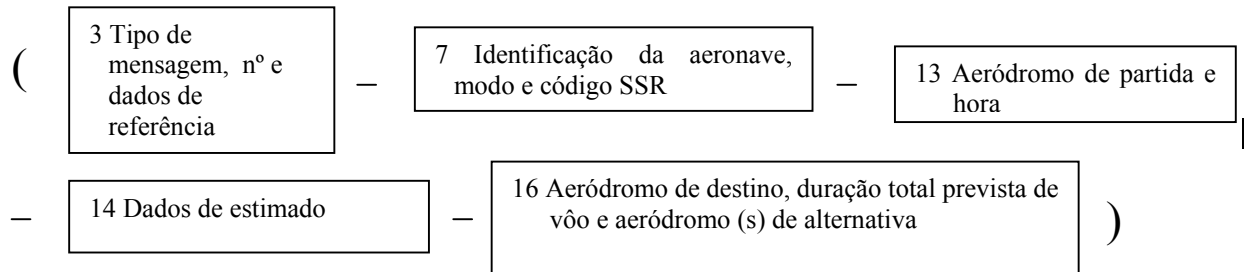 (
3 Tipo de
mensagem, nº e
dados de
referência
–
7 Identificação da aeronave,
modo e código SSR
–
13 Aeródromo de partida e
hora
–
14 Dados de estimado
–
16 Aeródromo de destino, duração total prevista de
vôo e aeródromo (s) de alternativa
)